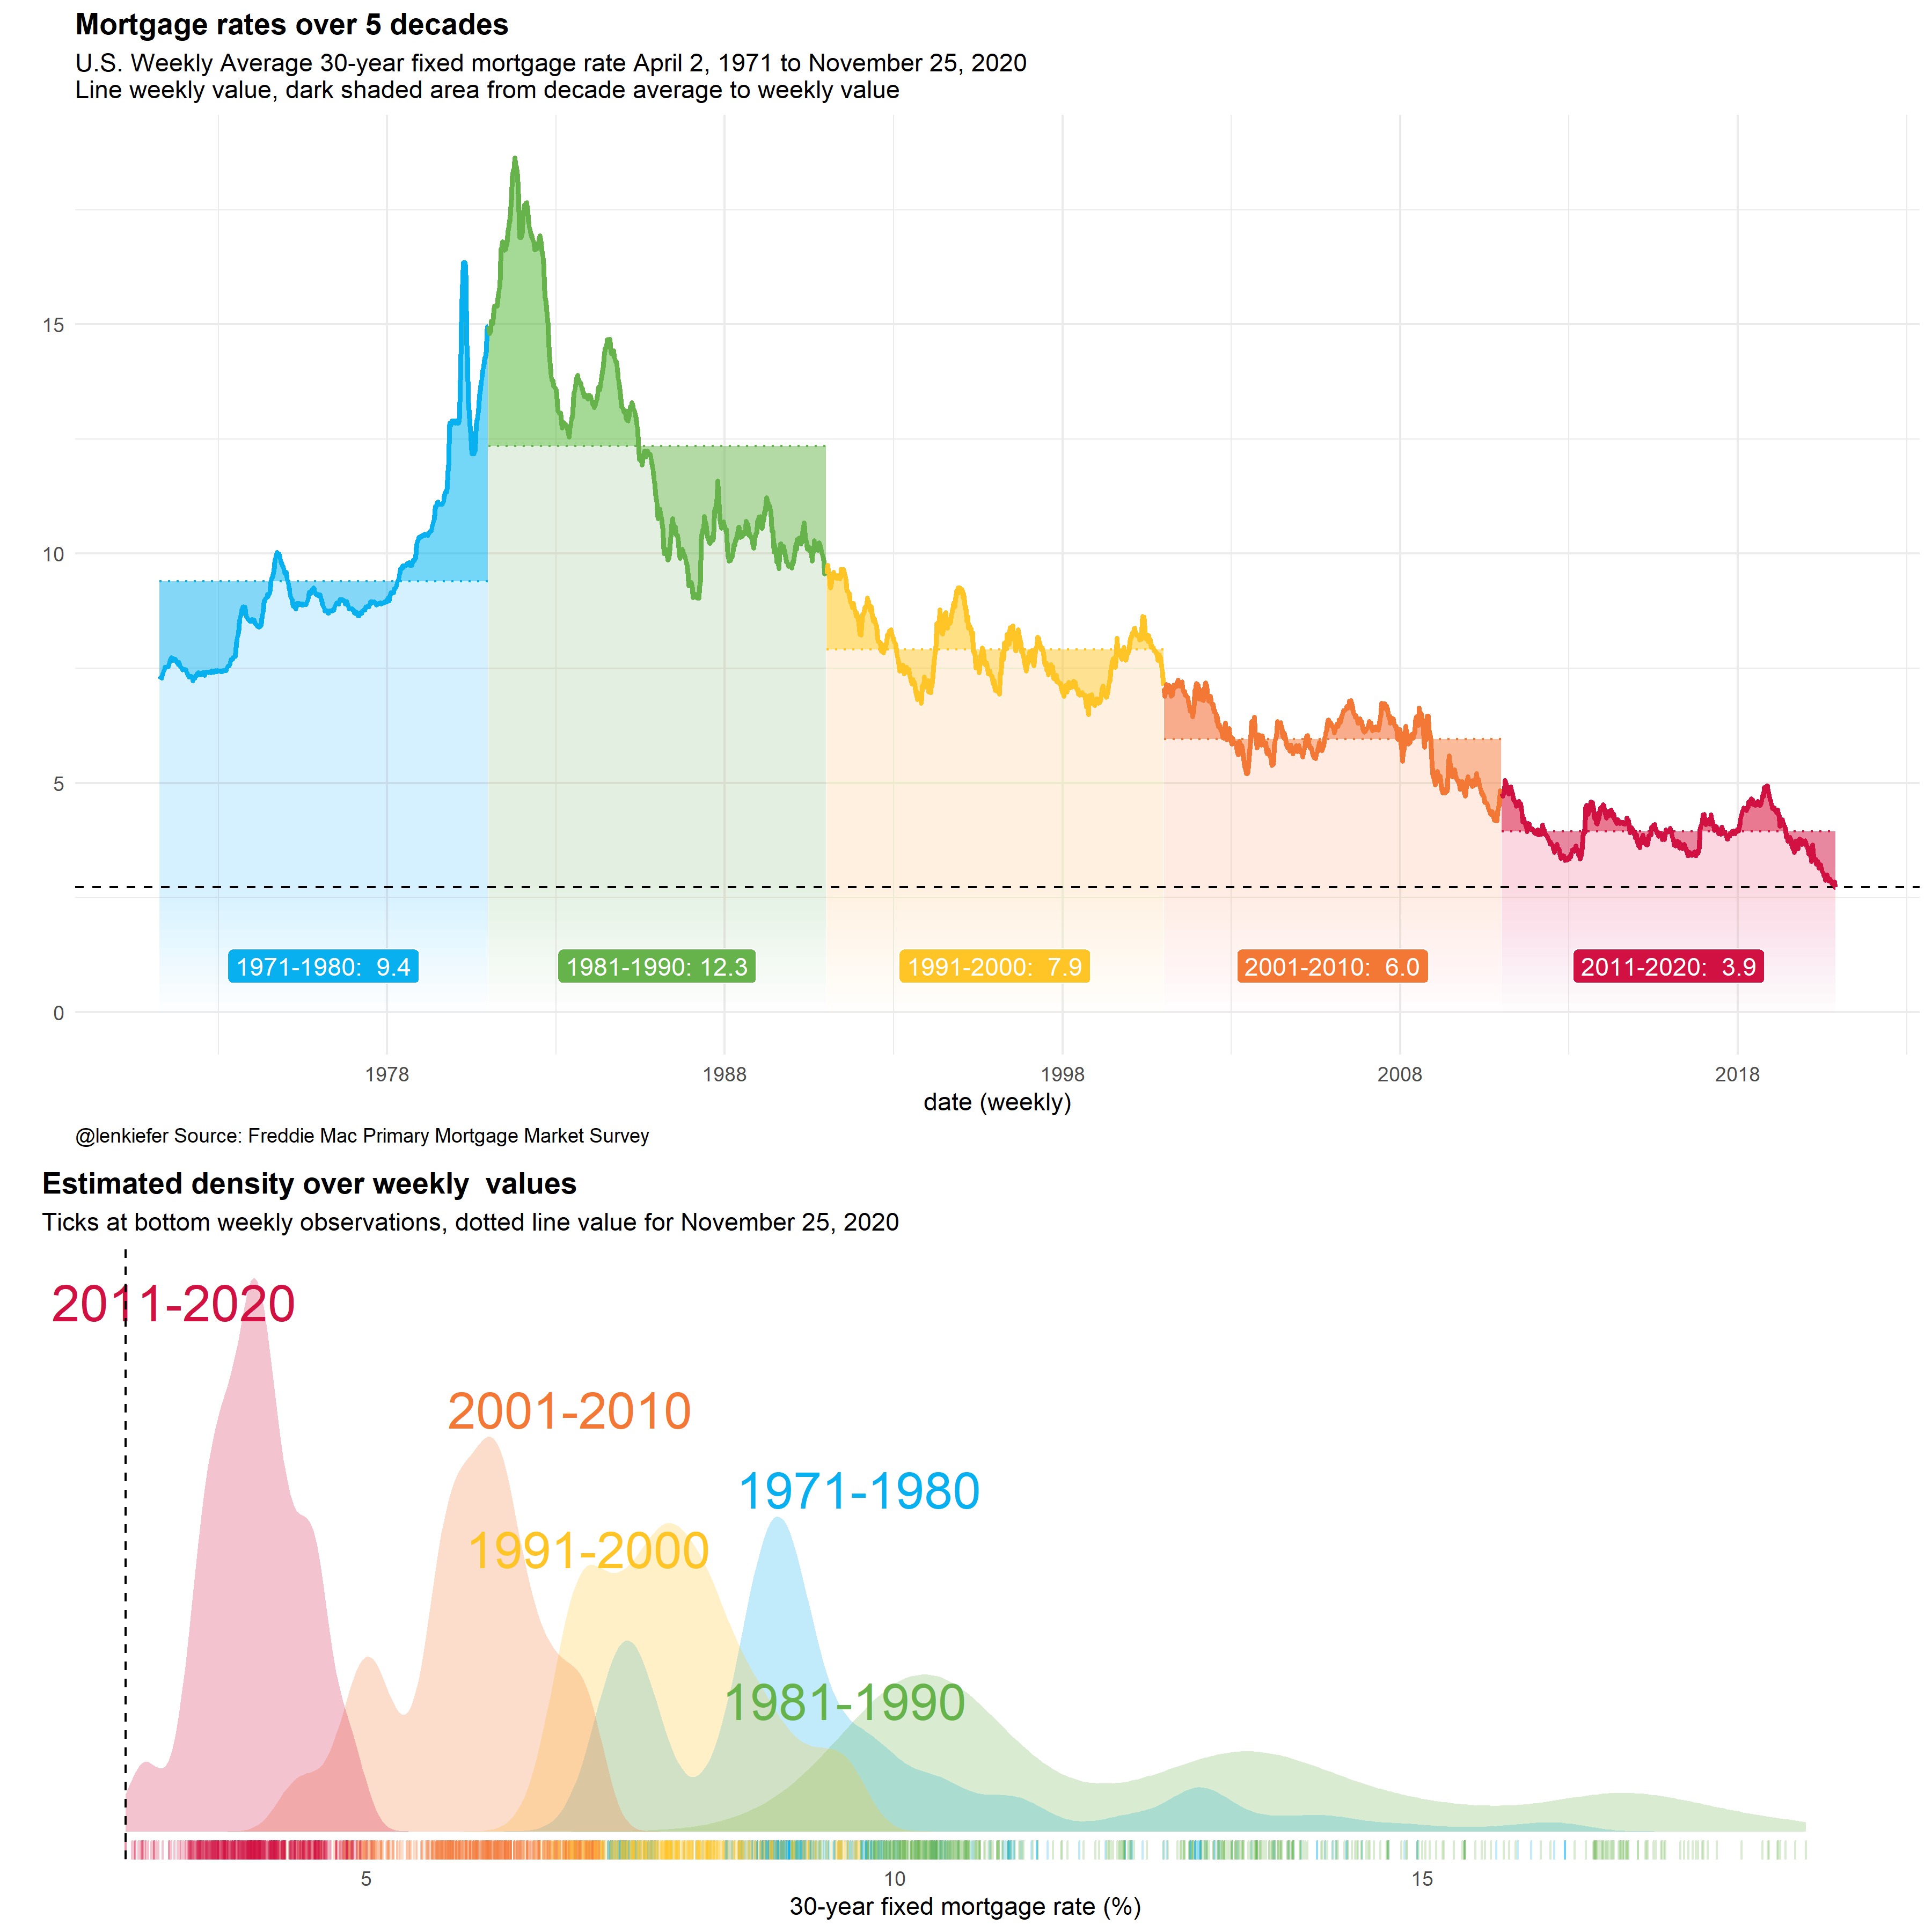 Mortgage rates over 5 decades
U.S. Weekly Average 30-year fixed mortgage rate April 2, 1971 to November 25, 2020
Line weekly value, dark shaded area from decade average to weekly value
15
10
5
0
1971-1980:  9.4
1981-1990: 12.3
1991-2000:  7.9
2001-2010:  6.0
2011-2020:  3.9
1978
1988
1998
2008
2018
date (weekly)
@lenkiefer Source: Freddie Mac Primary Mortgage Market Survey
Estimated density over weekly  values
Ticks at bottom weekly observations, dotted line value for November 25, 2020
2011-2020
2001-2010
1971-1980
1991-2000
1981-1990
5
10
15
30-year fixed mortgage rate (%)